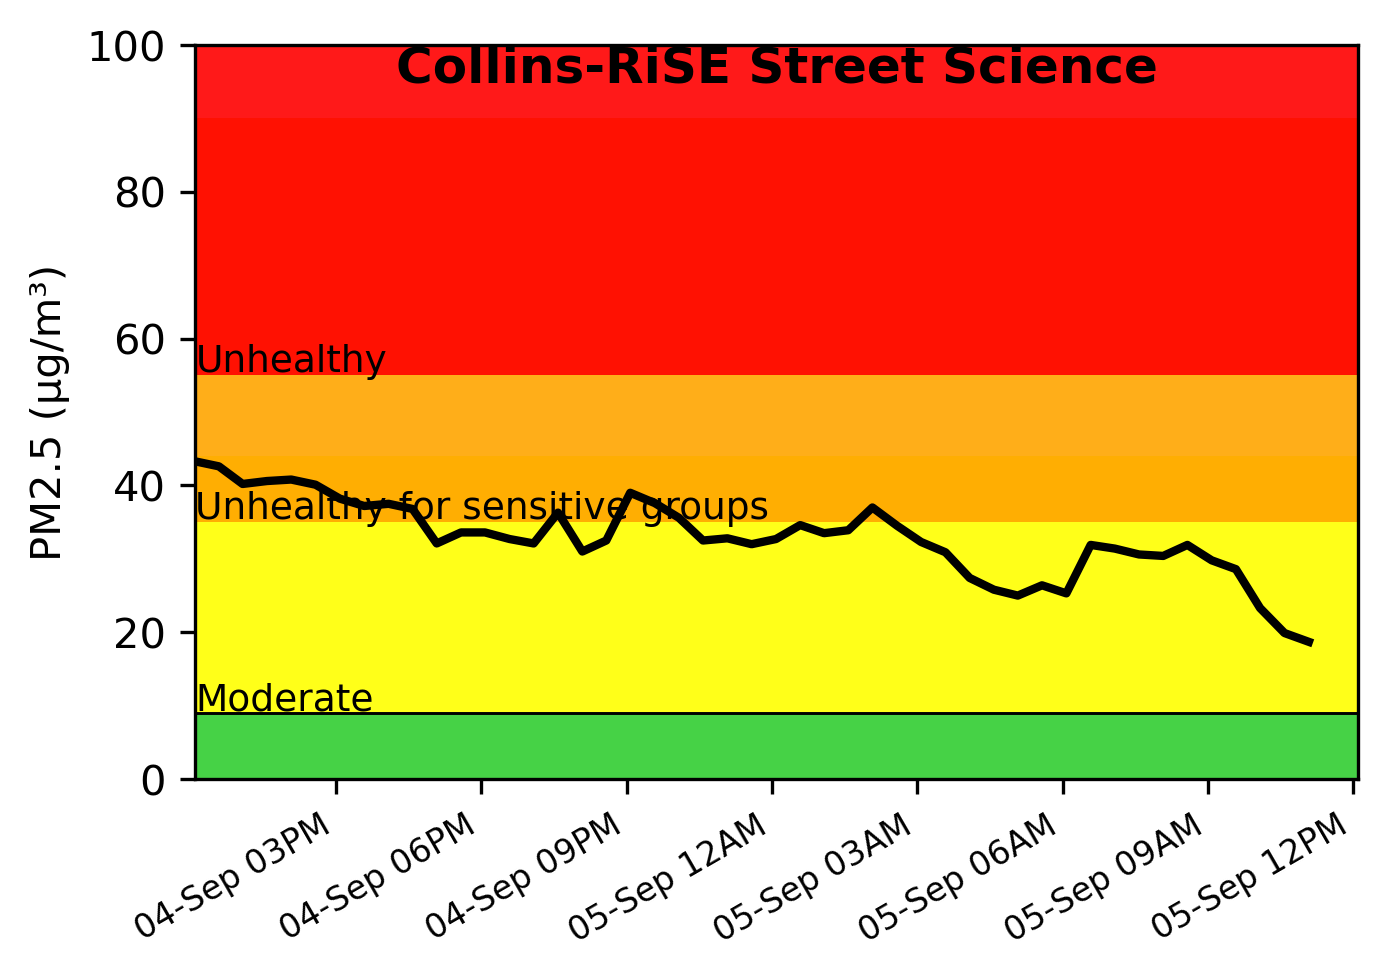 Collins-RiSE Street Science
100
80
60
40
20
0
PM2.5 (µg/m³)
Unhealthy
Unhealthy for sensitive groups
Moderate
04-Sep 03PM
04-Sep 06PM
04-Sep 09PM
05-Sep 12AM
05-Sep 03AM
05-Sep 06AM
05-Sep 09AM
05-Sep 12PM